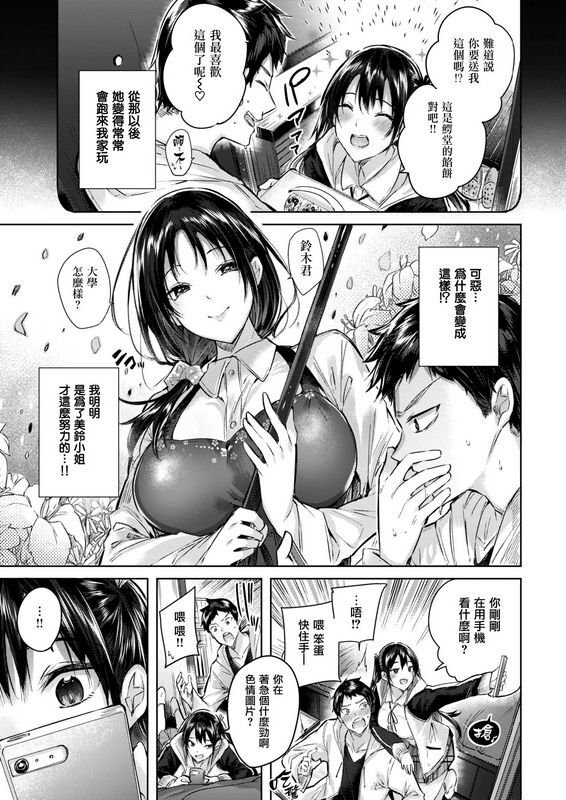 難道說
你要送我
這個嗎!?
這是鍔堂的餡餅
對吧!!
我最喜歡
這個了呢～♡
從那以後
她變得常常
會跑來我家玩
可惡…
為什麼會變成
這樣!?
鈴木君
大學
怎麼樣?
我明明
是為了美鈴小姐
才這麼努力的…!!
你剛剛
在用手機
看什麼啊?
搶
…唔!?
喂笨蛋
快住手—
喂喂!!
你在
著急個什麼勁啊
色情圖片?
…!!